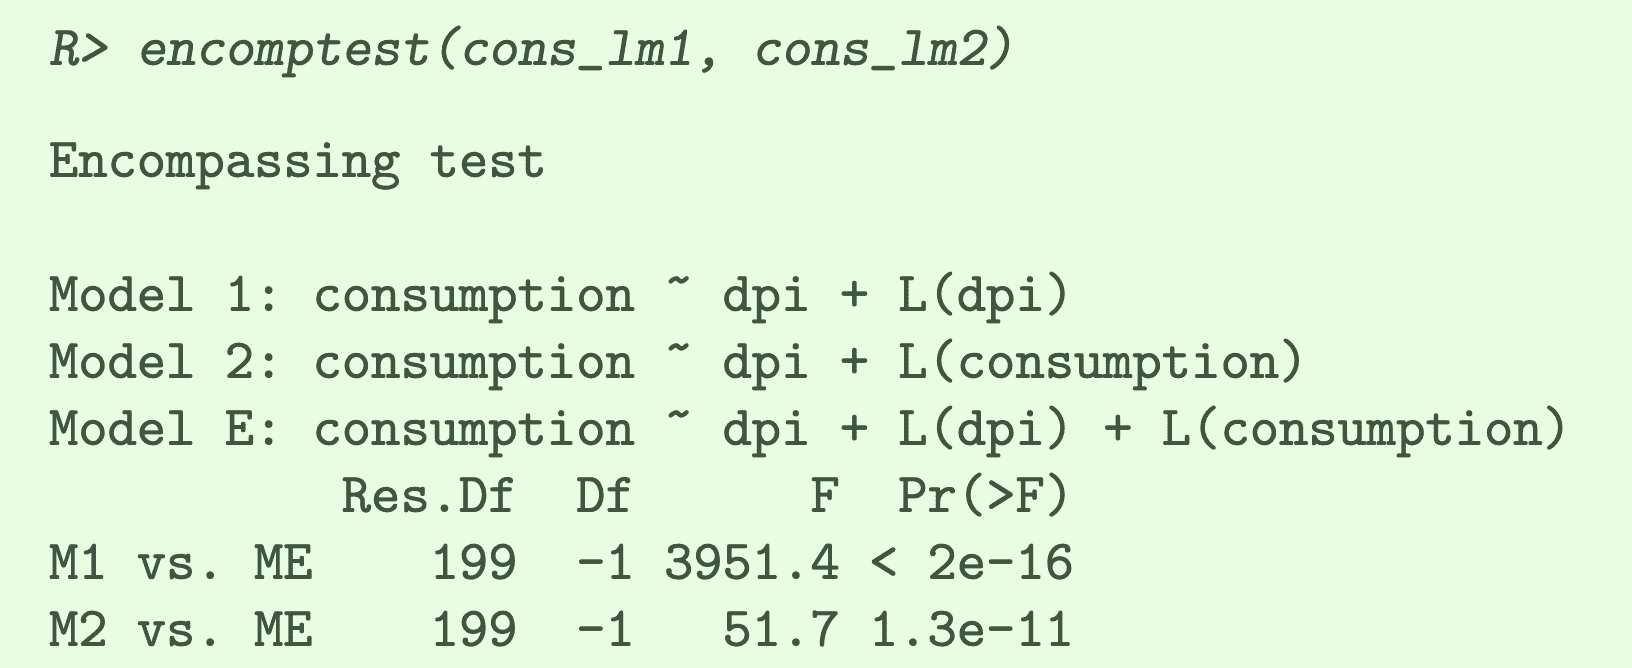 R> encomptest(cons_lm1, cons_lm2)
Encompassing test
Model 1: consumption ~ dpi + L(dpi)
Model 2: consumption ~ dpi + L(consumption)
Model E: consumption ~ dpi + L(dpi) + L(consumption)
Res.Df Df F Pr(>F)
M1 vs. ME 199 -1 3951.4 < 2e-16
M2 vs. ME 199 -1 51.7 1.3e-11